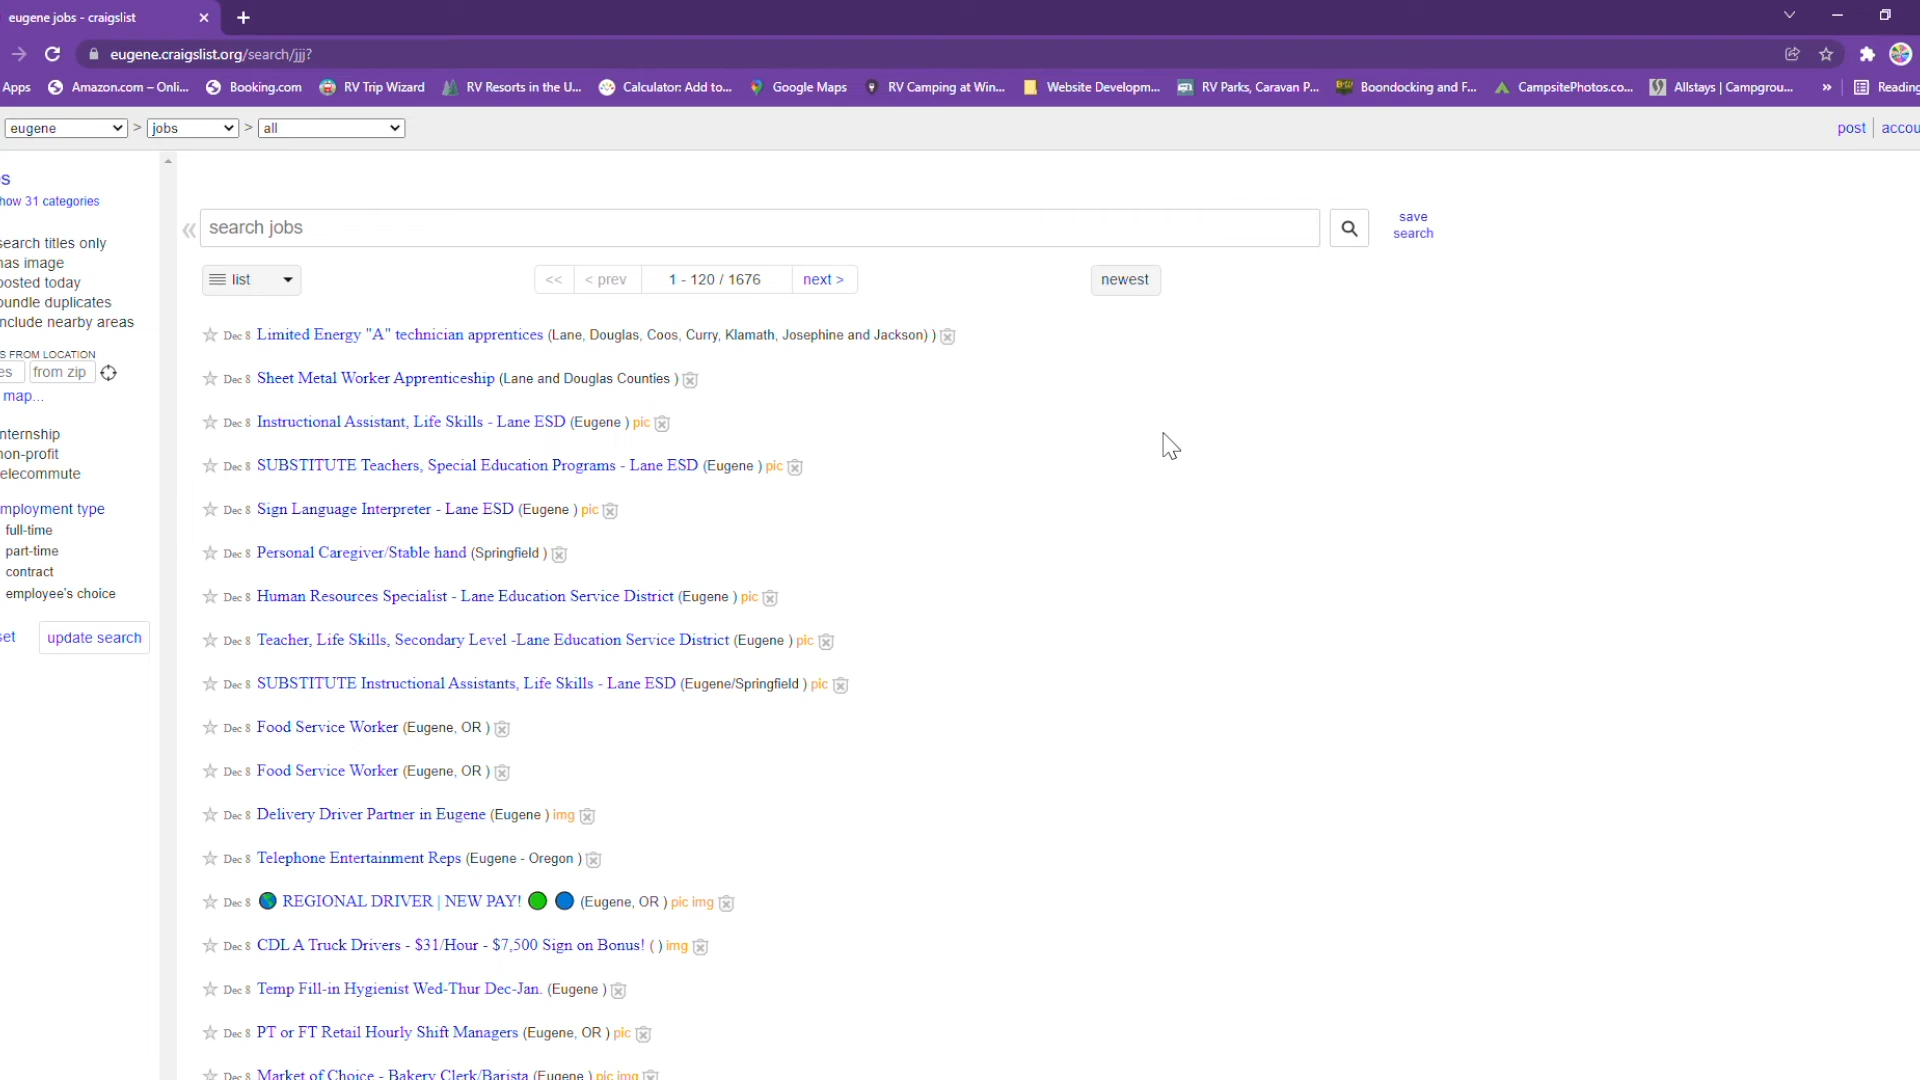 eugene jobs - craigslist
eugene.craigslist.org/search/jjj?
Apps Amazon.com – Onli... Booking.com RV Trip Wizard RV Resorts in the U... Calculator: Add to... Google Maps RV Camping at Win... Website Developm... RV Parks, Caravan P... Boondocking and F... CampsitePhotos.co... Allstays | Campgrou... » Reading
eugene > jobs > all post accou
s
how 31 categories
search titles only
has image
posted today
bundle duplicates
include nearby areas
S FROM LOCATION
es from zip
map...
nternship
non-profit
elecommute
mployment type
full-time
part-time
contract
employee's choice
set update search
« search jobs save search
list << < prev 1 - 120 / 1676 next > newest
Dec 8 Limited Energy "A" technician apprentices (Lane, Douglas, Coos, Curry, Klamath, Josephine and Jackson) )
Dec 8 Sheet Metal Worker Apprenticeship (Lane and Douglas Counties )
Dec 8 Instructional Assistant, Life Skills - Lane ESD (Eugene ) pic
Dec 8 SUBSTITUTE Teachers, Special Education Programs - Lane ESD (Eugene ) pic
Dec 8 Sign Language Interpreter - Lane ESD (Eugene ) pic
Dec 8 Personal Caregiver/Stable hand (Springfield )
Dec 8 Human Resources Specialist - Lane Education Service District (Eugene ) pic
Dec 8 Teacher, Life Skills, Secondary Level -Lane Education Service District (Eugene ) pic
Dec 8 SUBSTITUTE Instructional Assistants, Life Skills - Lane ESD (Eugene/Springfield ) pic
Dec 8 Food Service Worker (Eugene, OR )
Dec 8 Food Service Worker (Eugene, OR )
Dec 8 Delivery Driver Partner in Eugene (Eugene ) img
Dec 8 Telephone Entertainment Reps (Eugene - Oregon )
Dec 8 🌎 REGIONAL DRIVER | NEW PAY! 🟢 🔵 (Eugene, OR ) pic img
Dec 8 CDL A Truck Drivers - $31/Hour - $7,500 Sign on Bonus! ( ) img
Dec 8 Temp Fill-in Hygienist Wed-Thur Dec-Jan. (Eugene )
Dec 8 PT or FT Retail Hourly Shift Managers (Eugene, OR ) pic
Dec 8 Market of Choice - Bakery Clerk/Barista (Eugene ) pic img